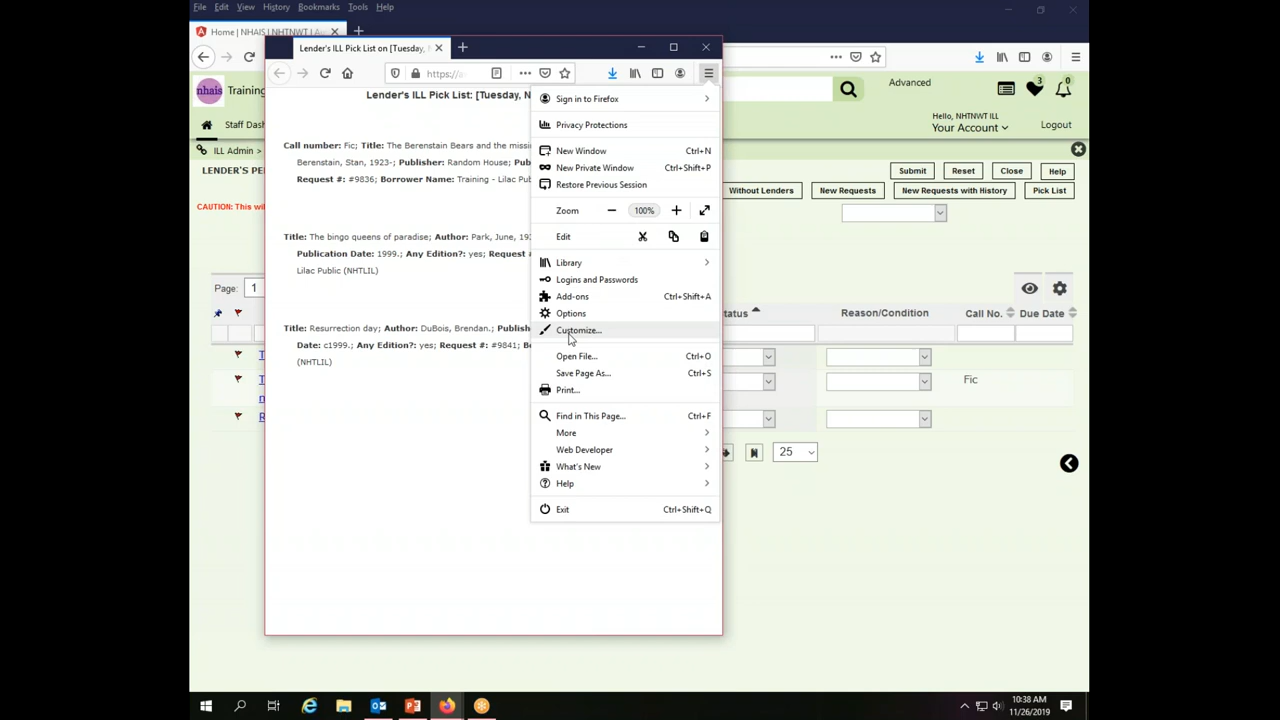 File Edit View History Bookmarks Tools Help
Home | NHAIS | NHTNWT | A
Lender's ILL Pick List on [Tuesday,
https://
nhais Training
Advanced
3 0
Hello, NHTNWT ILL
Your Account
Logout
Staff Das
ILL Admin
LENDER'S PE
Submit Reset Close Help
Without Lenders New Requests New Requests with History Pick List
CAUTION: This wi
Page: 1
Status Reason/Condition Call No. Due Date
T
T Fic
n
R
25
Lender's ILL Pick List: [Tuesday, N
Call number: Fic; Title: The Berenstain Bears and the missi
Berenstain, Stan, 1923-; Publisher: Random House; Pub
Request #: #9836; Borrower Name: Training - Lilac Pub
Title: The bingo queens of paradise; Author: Park, June, 193
Publication Date: 1999.; Any Edition?: yes; Request #
Lilac Public (NHTLIL)
Title: Resurrection day; Author: DuBois, Brendan.; Publish
Date: c1999.; Any Edition?: yes; Request #: #9841; Bo
(NHTLIL)
Sign in to Firefox
Privacy Protections
New Window Ctrl+N
New Private Window Ctrl+Shift+P
Restore Previous Session
Zoom 100%
Edit
Library
Logins and Passwords
Add-ons Ctrl+Shift+A
Options
Customize...
Open File... Ctrl+O
Save Page As... Ctrl+S
Print...
Find in This Page... Ctrl+F
More
Web Developer
What's New
Help
Exit Ctrl+Shift+Q
10:38 AM
11/26/2019